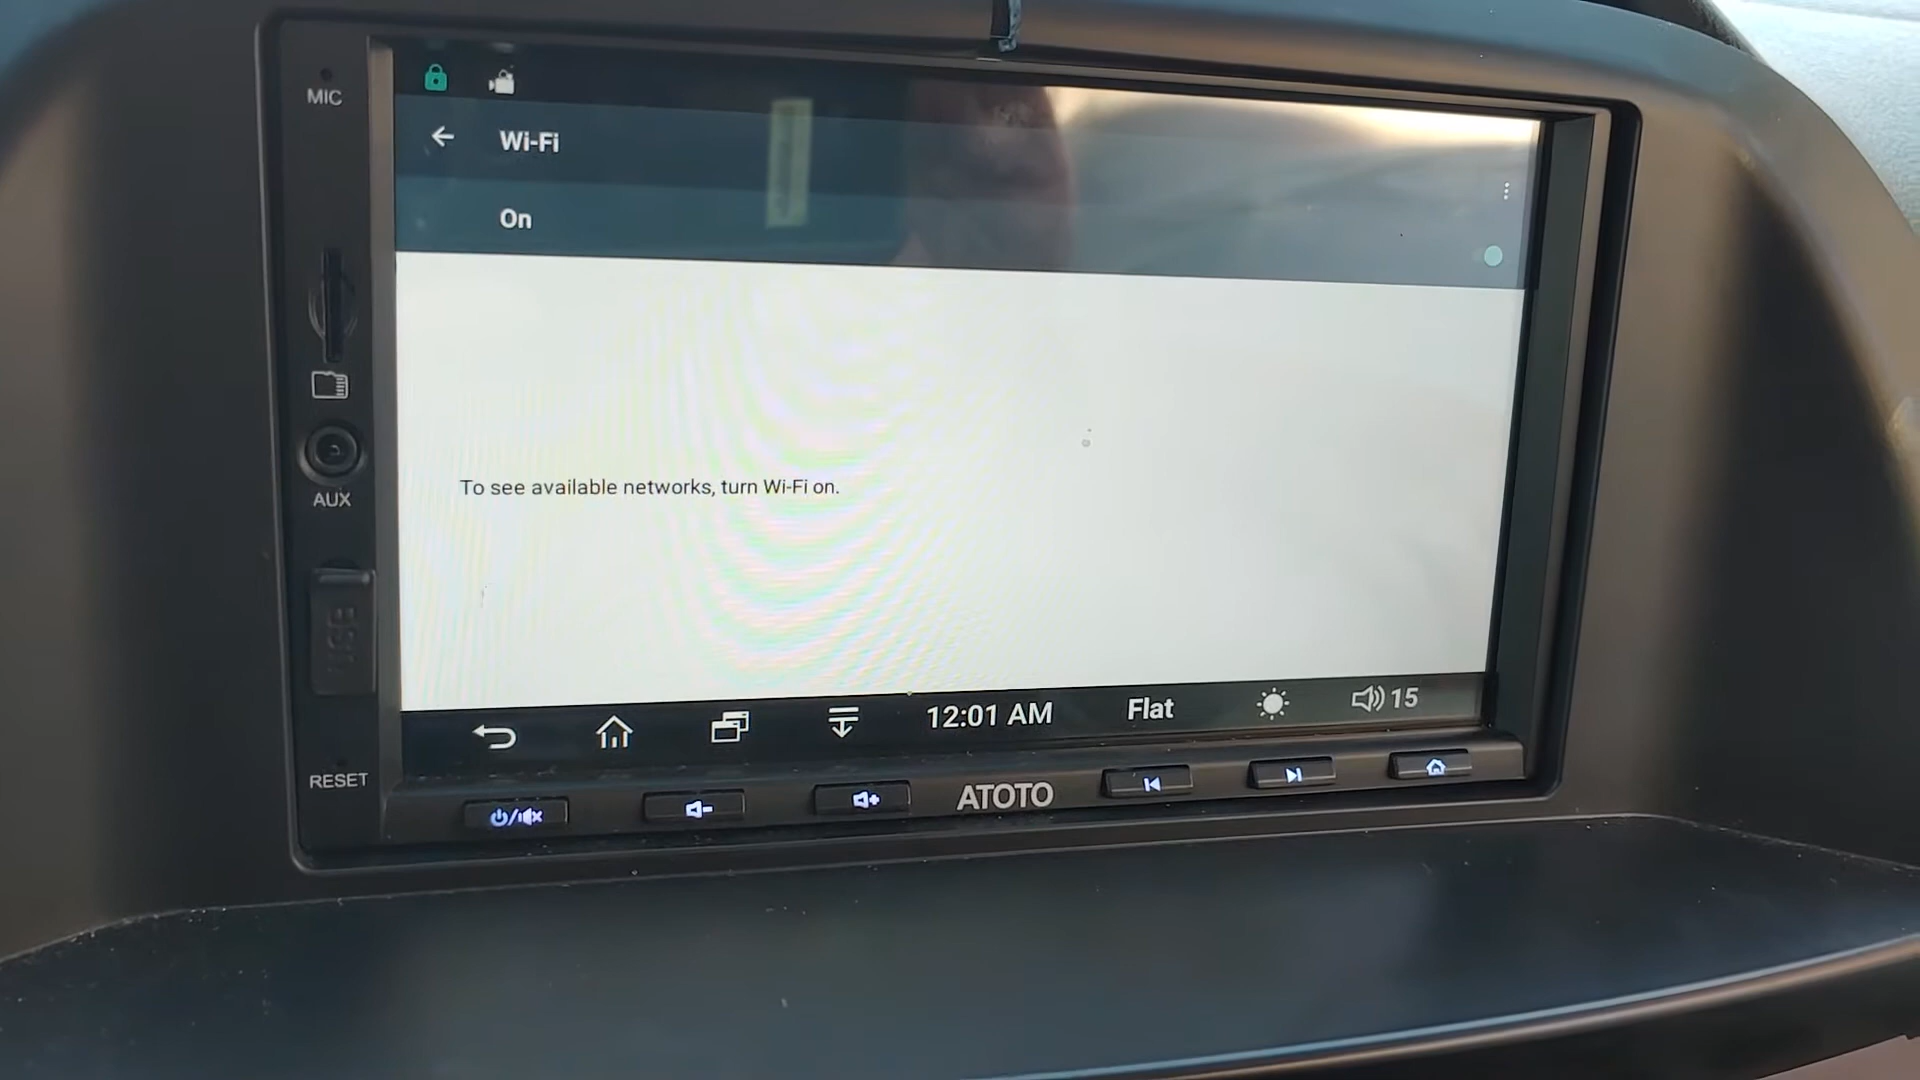 MIC
Wi-Fi
On
AUX
To see available networks, turn Wi-Fi on.
USB
12:01 AM
Flat
15
RESET
ATOTO